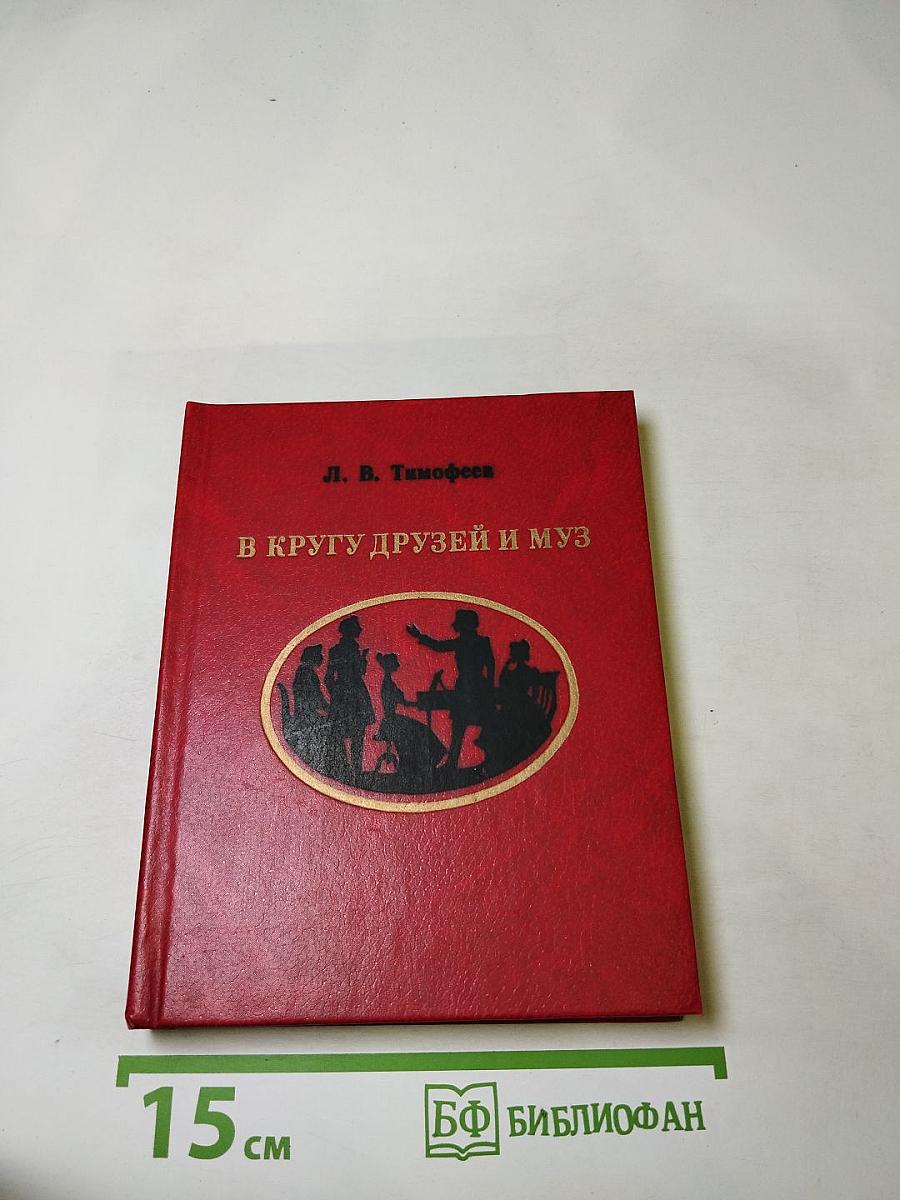 Л. В. Тимофеев
В КРУГУ ДРУЗЕЙ И МУЗ
15 см
БФ БИБЛИОФАН